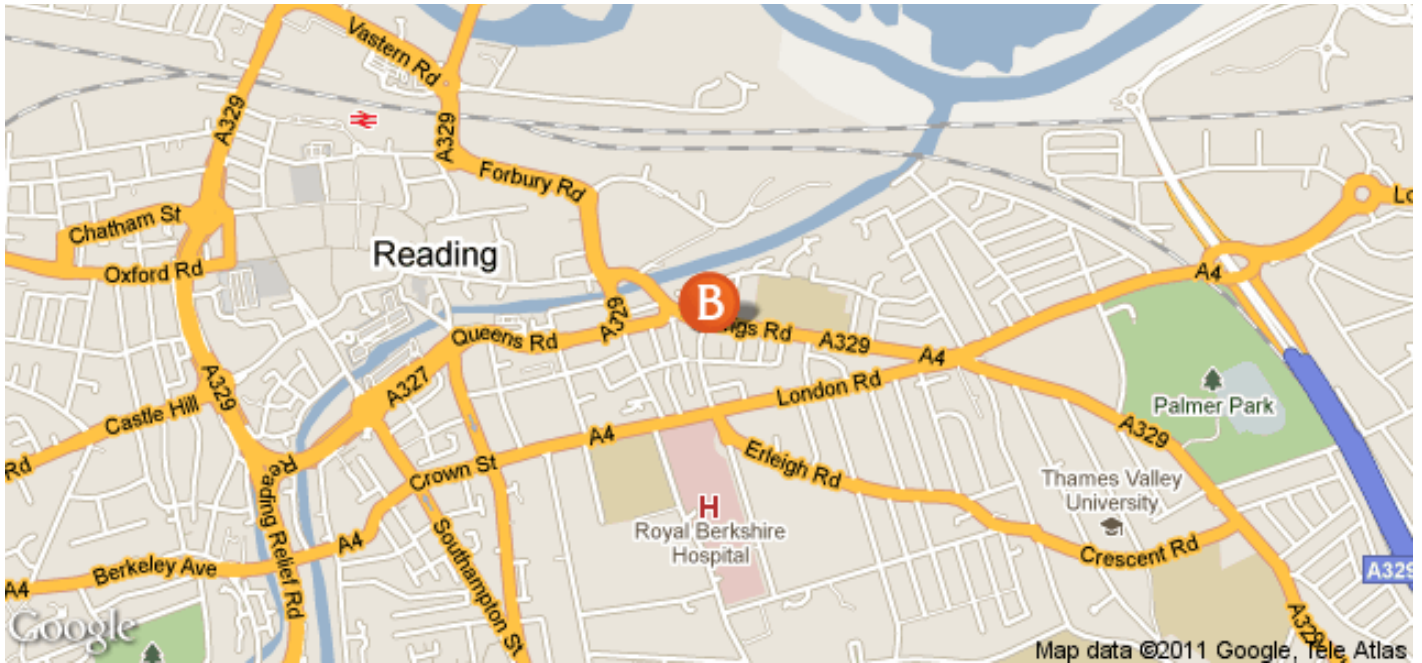 Vastern Rd
A329
A329
Forbury Rd
Chatham St
Oxford Rd
Reading
B
A4
A329
Queens Rd
gs Rd
A329
A4
A327
A329
London Rd
Castle Hill
Palmer Park
Rd
A4
Crown St
Erleigh Rd
A329
Thames Valley
University
H
Royal Berkshire
Hospital
Reading Relief Rd
A4
Southampton St
Crescent Rd
Berkeley Ave
A4
A329
A329
Google
Map data ©2011 Google, Tele Atlas